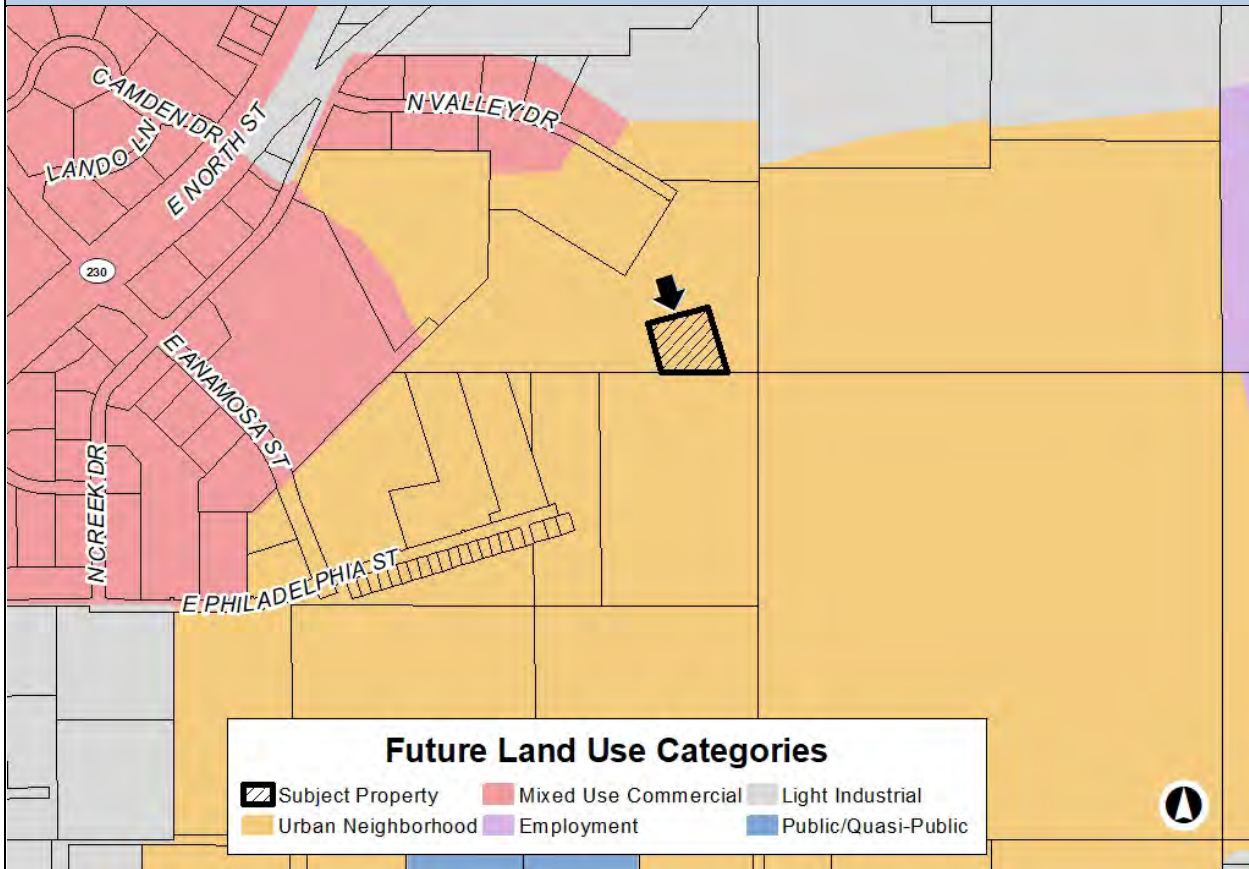 CAMDEN DR
LANDO LN
E NORTH ST
N VALLEY DR
230
E ANAMOSA ST
N CREEK DR
E PHILADELPHIA ST
Future Land Use Categories
Subject Property
Mixed Use Commercial
Light Industrial
Urban Neighborhood
Employment
Public/Quasi-Public